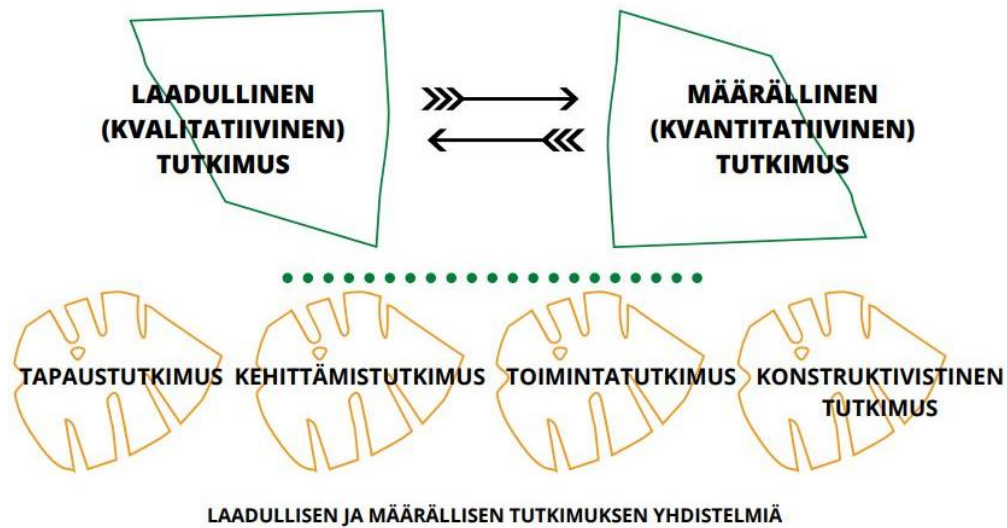 LAADULLINEN
(KVALITATIIVINEN)
TUTKIMUS
MÄÄRÄLLINEN
(KVANTITATIIVINEN)
TUTKIMUS
TAPAUSTUTKIMUS
KEHITTÄMISTUTKIMUS
TOIMINTATUTKIMUS
KONSTRUKTIVISTINEN
TUTKIMUS
LAADULLISEN JA MÄÄRÄLLISEN TUTKIMUKSEN YHDISTELMIÄ